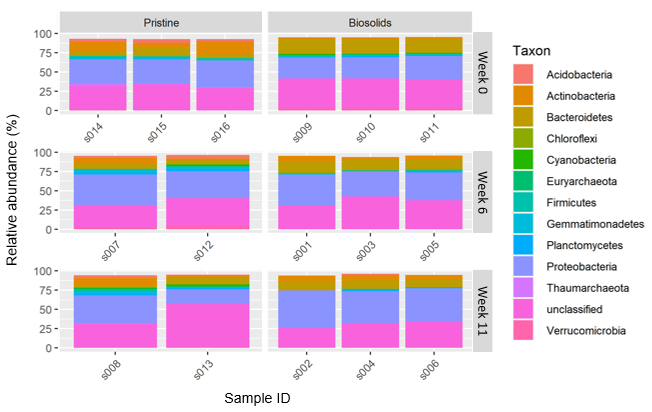 Pristine
Biosolids
Relative abundance (%)
100
75
50
25
0
s014
s015
s016
s009
s010
s011
Week 0
100
75
50
25
0
s007
s012
s001
s003
s005
Week 6
100
75
50
25
0
s008
s013
s002
s004
s006
Week 11
Sample ID
Taxon
Acidobacteria
Actinobacteria
Bacteroidetes
Chloroflexi
Cyanobacteria
Euryarchaeota
Firmicutes
Gemmatimonadetes
Planctomycetes
Proteobacteria
Thaumarchaeota
unclassified
Verrucomicrobia